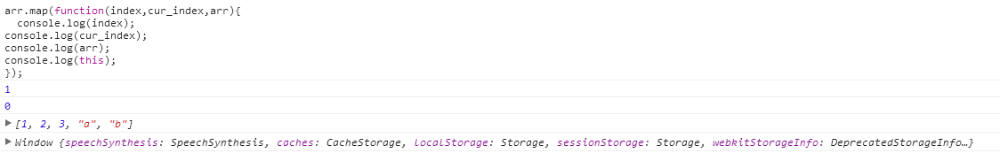 arr.map(function(index,cur_index,arr){
  console.log(index);
console.log(cur_index);
console.log(arr);
console.log(this);
});
1
0
[1, 2, 3, "a", "b"]
Window {speechSynthesis: SpeechSynthesis, caches: CacheStorage, localStorage: Storage, sessionStorage: Storage, webkitStorageInfo: DeprecatedStorageInfo…}